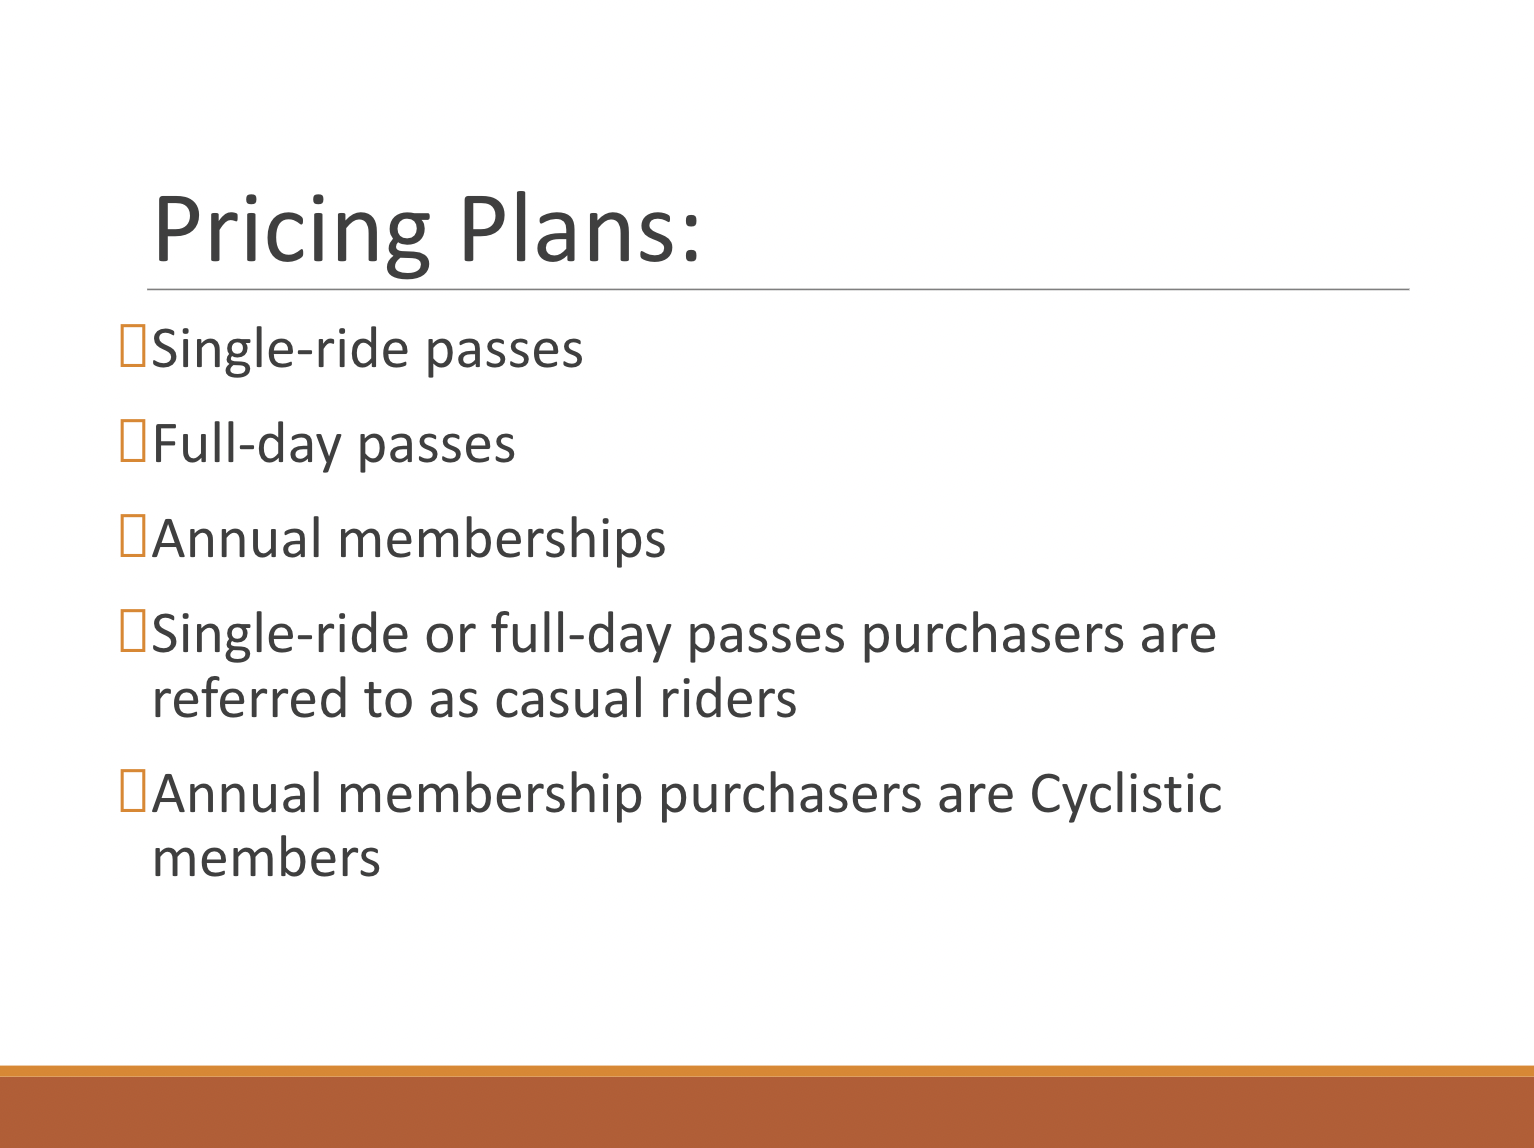 Pricing Plans:
Single-ride passes
Full-day passes
Annual memberships
Single-ride or full-day passes purchasers are
referred to as casual riders
Annual membership purchasers are Cyclistic
members